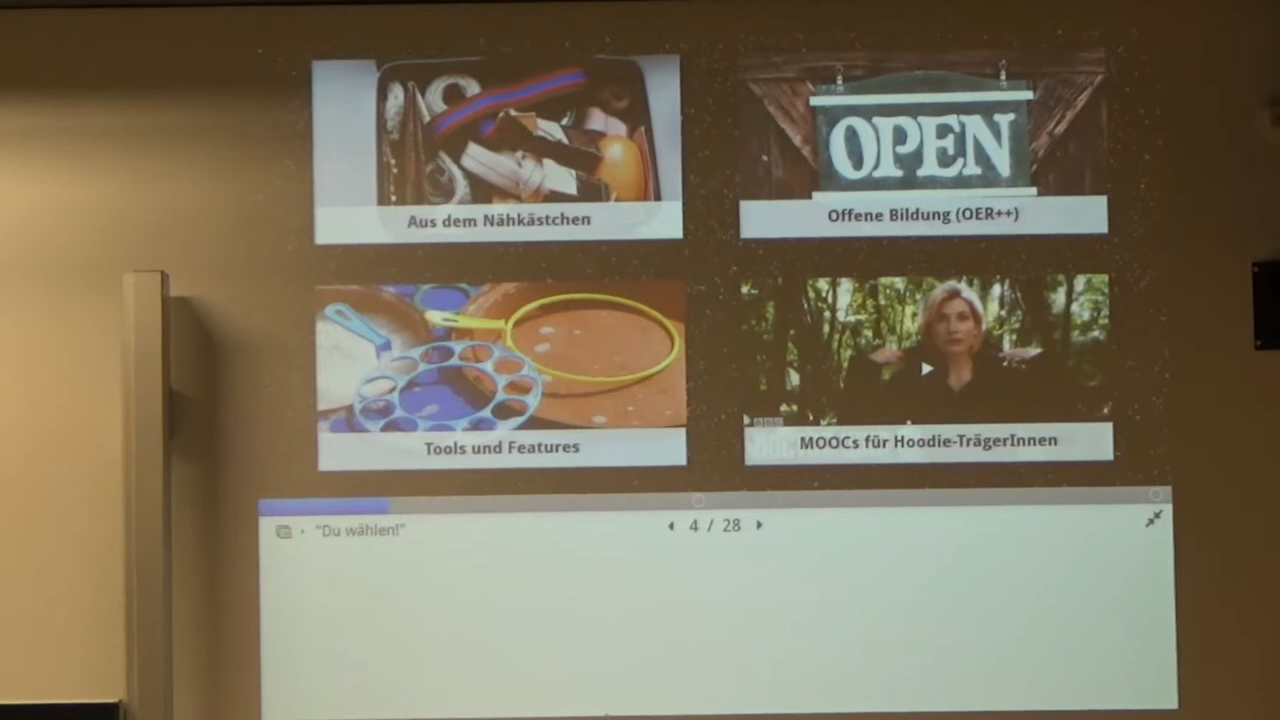 Aus dem Nähkästchen
OPEN
Offene Bildung (OER++)
Tools und Features
MOOCs für Hoodie-TrägerInnen
"Du wählen!"
4 / 28